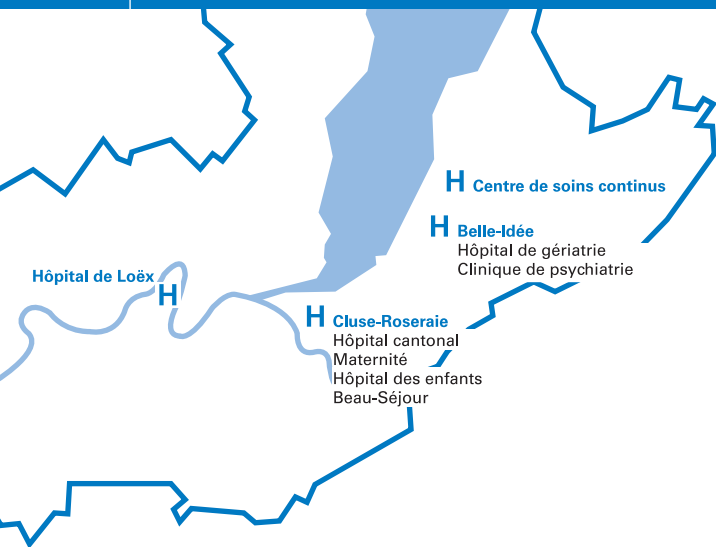 H Centre de soins continus
H Belle-Idée
Hôpital de gériatrie
Clinique de psychiatrie
Hôpital de Loëx
H
H Cluse-Roseraie
Hôpital cantonal
Maternité
Hôpital des enfants
Beau-Séjour